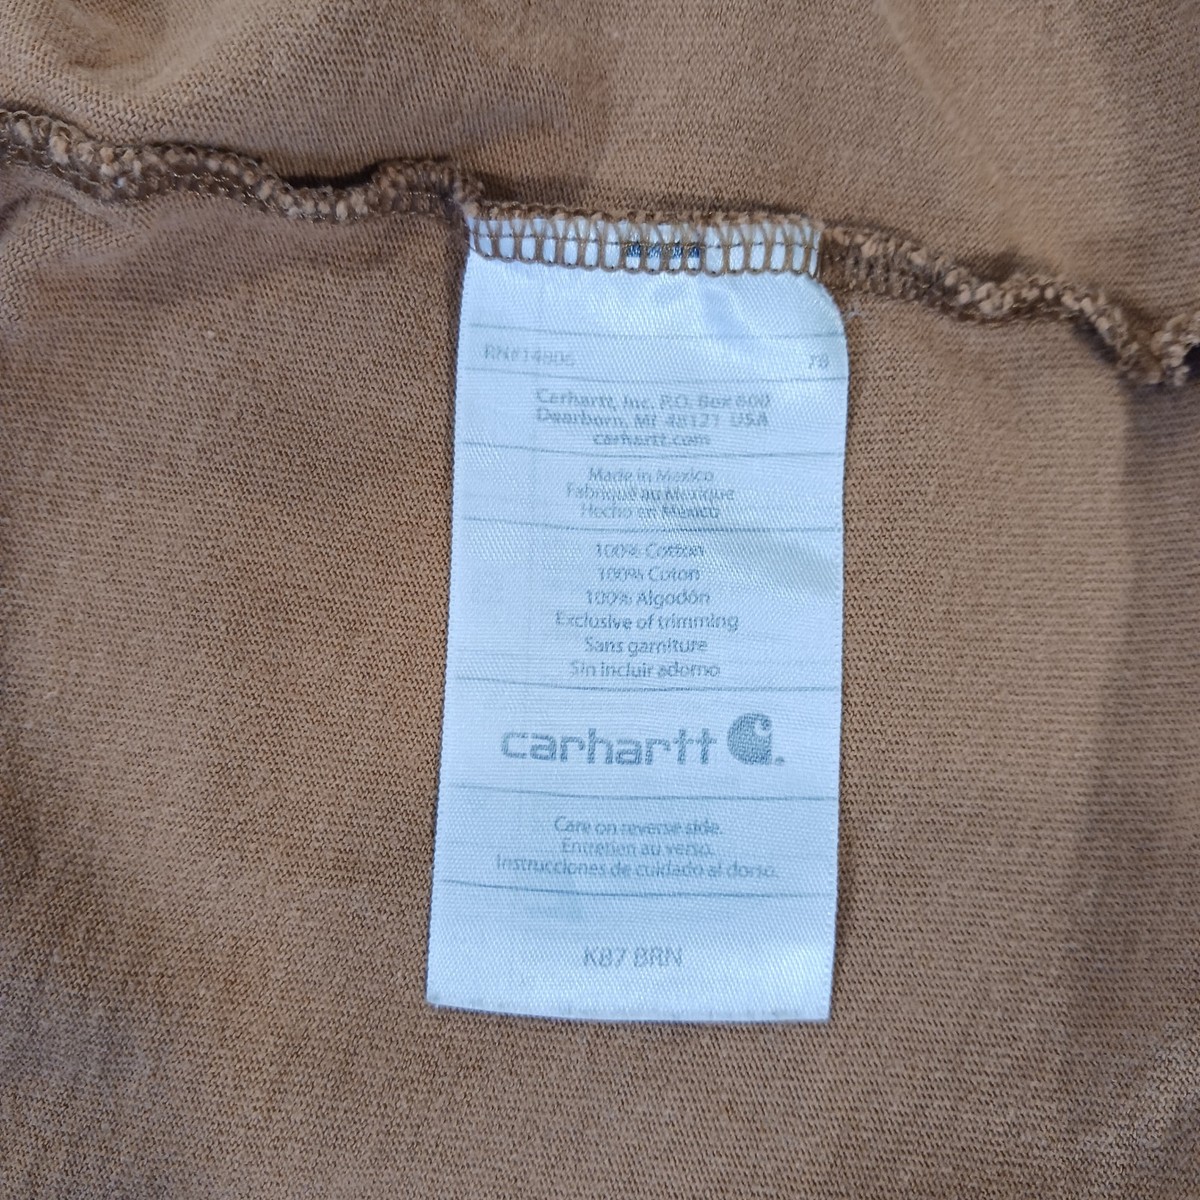 RN#14806 r8
Carhartt, Inc. P.O. Box 600
Dearborn, MI 48121 USA
carhartt.com
Made in Mexico
Fabriqué au Mexique
Hecho en México
100% Cotton
100% Coton
100% Algodón
Exclusive of trimming
Sans garniture
Sin incluir adorno
carhartt
Care on reverse side.
Entretien au verso.
Instrucciones de cuidado al dorso.
K87 BRN